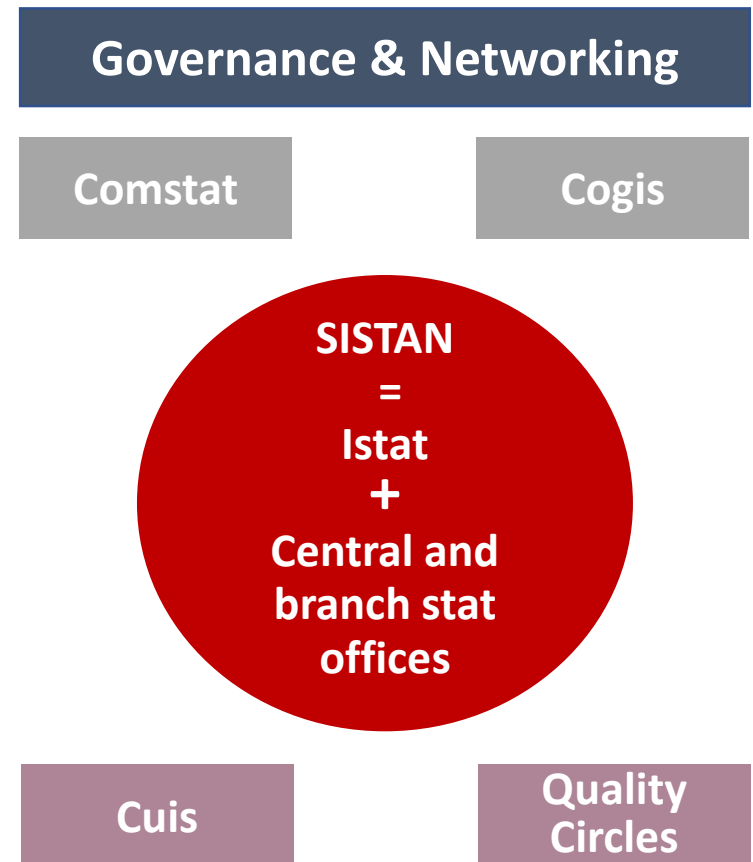 Governance & Networking
Comstat
Cogis
SISTAN
=
Istat
+
Central and
branch stat
offices
Cuis
Quality
Circles